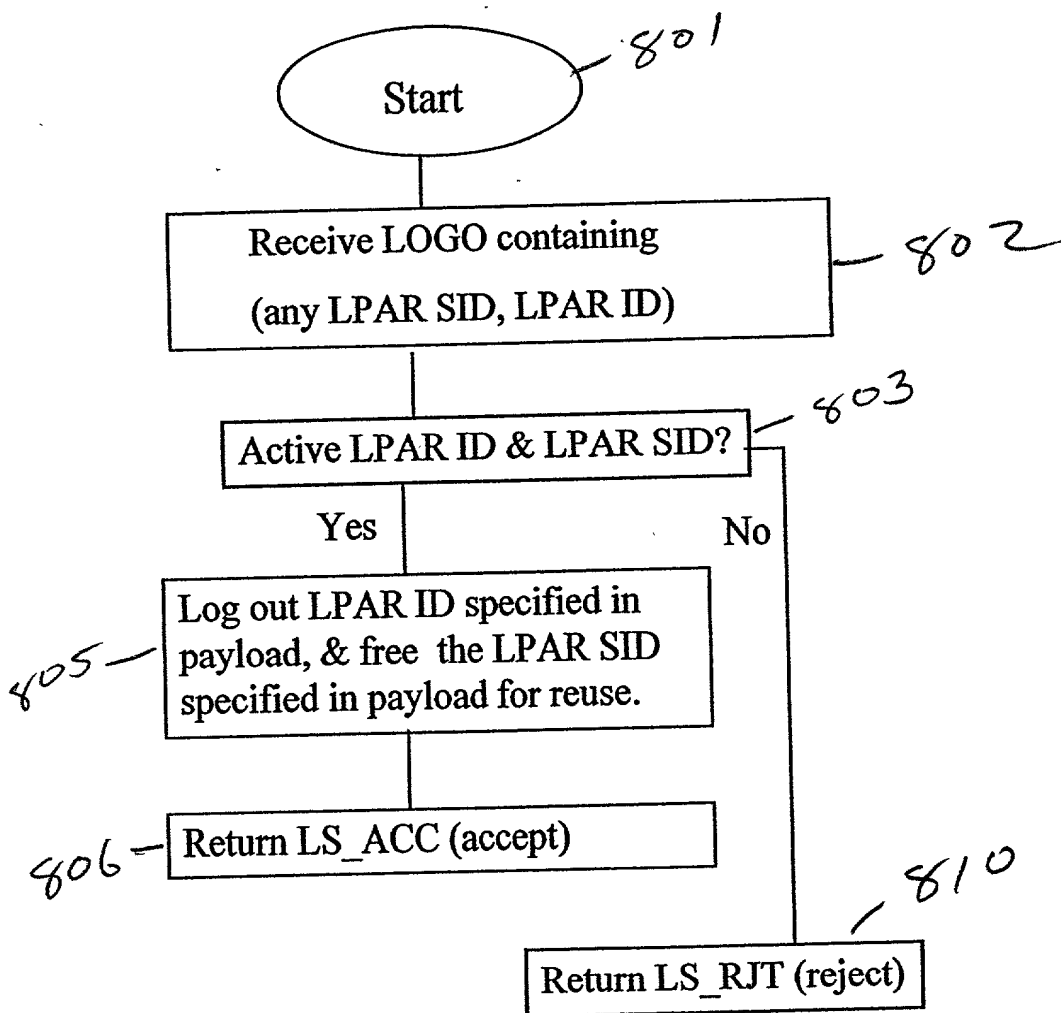 801
Start
802
Receive LOGO containing
(any LPAR SID, LPAR ID)
803
Active LPAR ID & LPAR SID?
Yes
No
805
Log out LPAR ID specified in
payload, & free the LPAR SID
specified in payload for reuse.
806
Return LS_ACC (accept)
810
Return LS_RJT (reject)